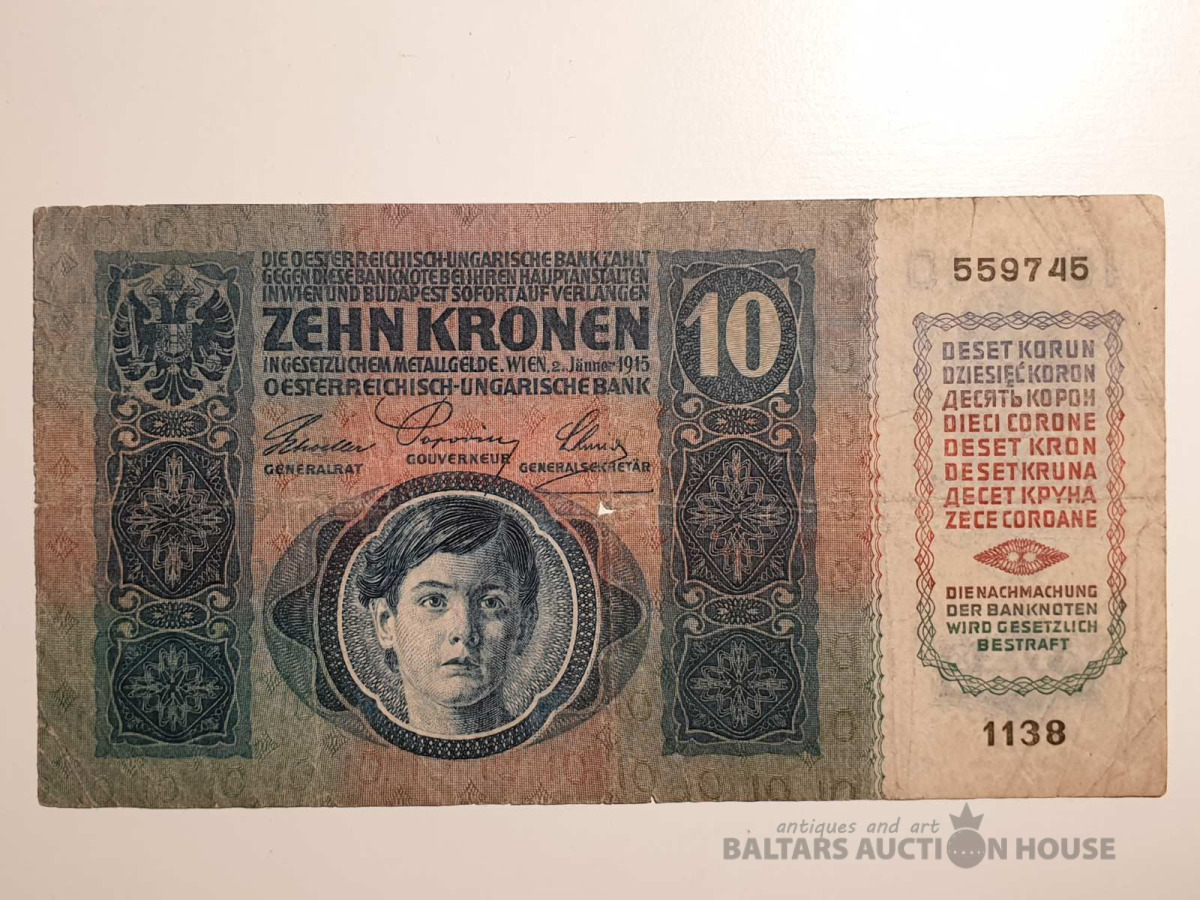 DIE OESTERREICHISCH-UNGARISCHE BANK ZAHLT
GEGEN DIESE BANKNOTE BEI IHREN HAUPTANSTALTEN
IN WIEN UND BUDAPEST SOFORT AUF VERLANGEN
ZEHN KRONEN
IN GESETZLICHEM METALLGELDE. WIEN, 2. Jänner 1915
OESTERREICHISCH-UNGARISCHE BANK
10
GENERALRAT
GOUVERNEUR
GENERALSEKRETÄR
559745
DESET KORUN
DZIESIĘĆ KORON
ДЕСЯТЬ КОРОН
DIECI CORONE
DESET KRON
DESET KRUNA
ДЕСЕТ КРУНА
ZECE COROANE
DIE NACHMACHUNG
DER BANKNOTEN
WIRD GESETZLICH
BESTRAFT
1138
antiques and art
BALTARS AUCTION HOUSE